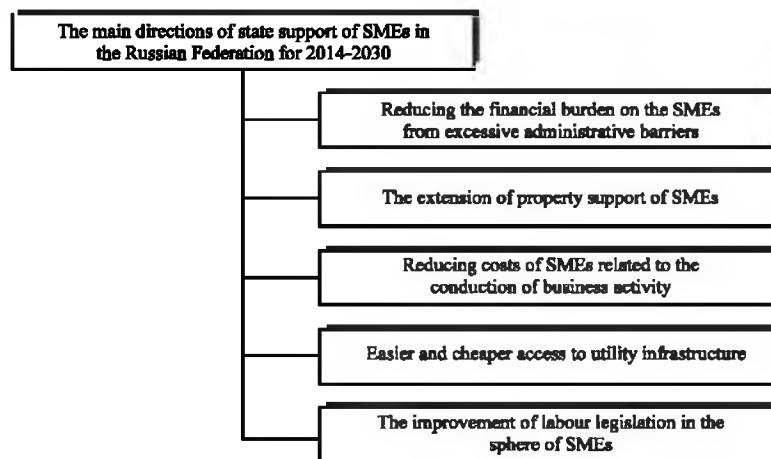 The main directions of state support of SMEs in
the Russian Federation for 2014-2030
Reducing the financial burden on the SMEs
from excessive administrative barriers
The extension of property support of SMEs
Reducing costs of SMEs related to the
conduction of business activity
Easier and cheaper access to utility infrastructure
The improvement of labour legislation in the
sphere of SMEs